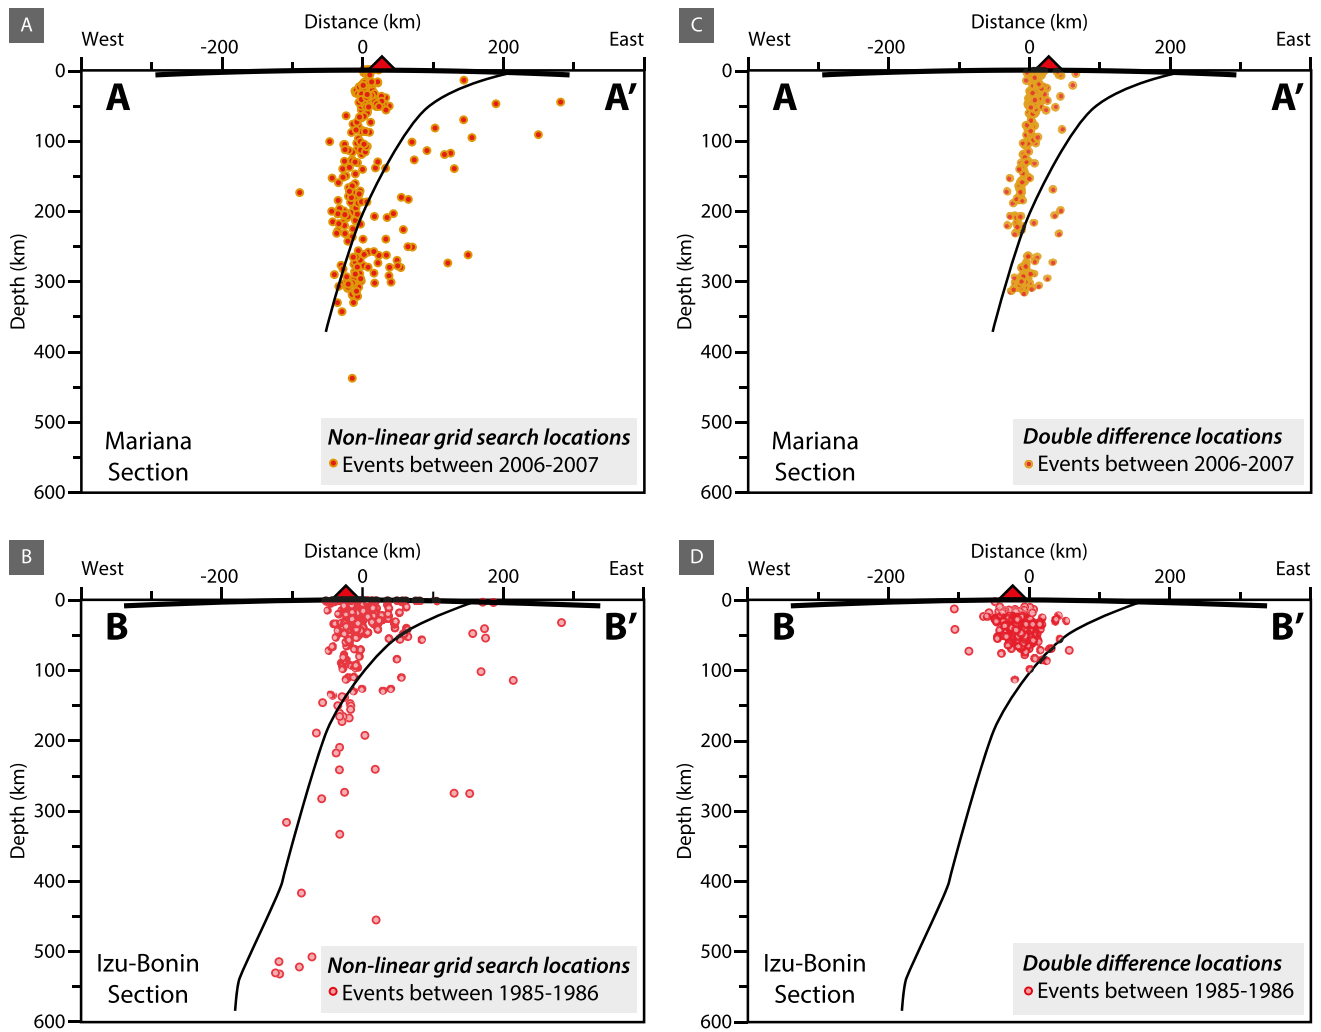 A
Distance (km)
West
-200
0
200
East
0
100
200
300
400
500
600
Depth (km)
A
A’
Mariana
Section
Non-linear grid search locations
Events between 2006-2007
C
Distance (km)
West
-200
0
200
East
0
100
200
300
400
500
600
Depth (km)
A
A’
Mariana
Section
Double difference locations
Events between 2006-2007
B
Distance (km)
West
-200
0
200
East
0
100
200
300
400
500
600
Depth (km)
B
B’
Izu-Bonin
Section
Non-linear grid search locations
Events between 1985-1986
D
Distance (km)
West
-200
0
200
East
0
100
200
300
400
500
600
Depth (km)
B
B’
Izu-Bonin
Section
Double difference locations
Events between 1985-1986